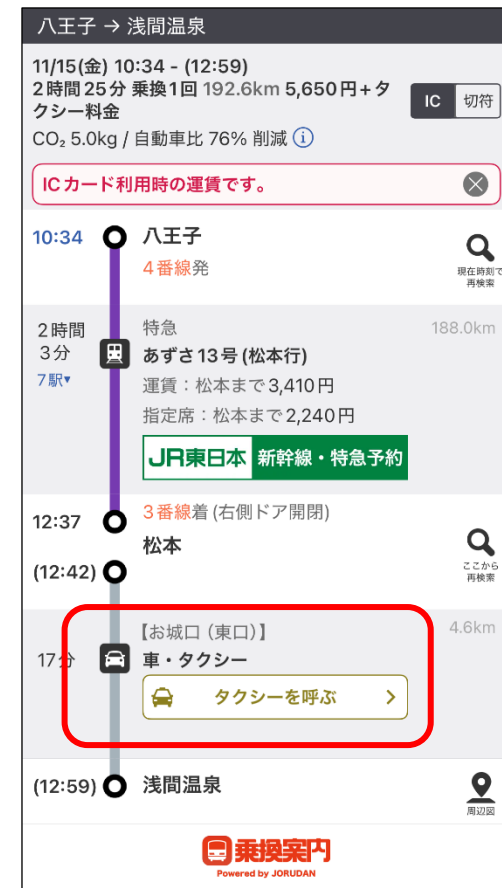 八王子 → 浅間温泉
11/15(金) 10:34 - (12:59)
2時間25分 乗換1回 192.6km 5,650円+タ
クシー料金
IC 切符
CO₂ 5.0kg / 自動車比 76% 削減 i
ICカード利用時の運賃です。
10:34 八王子
4番線発
現在時刻で
再検索
2時間
3分
7駅▾
特急 188.0km
あずさ13号(松本行)
運賃：松本まで3,410円
指定席：松本まで2,240円
JR東日本 新幹線・特急予約
12:37
3番線着(右側ドア開閉)
松本
(12:42)
ここから
再検索
【お城口（東口）】 4.6km
17分 車・タクシー
タクシーを呼ぶ >
(12:59) 浅間温泉
周辺図
乗換案内
Powered by JORUDAN